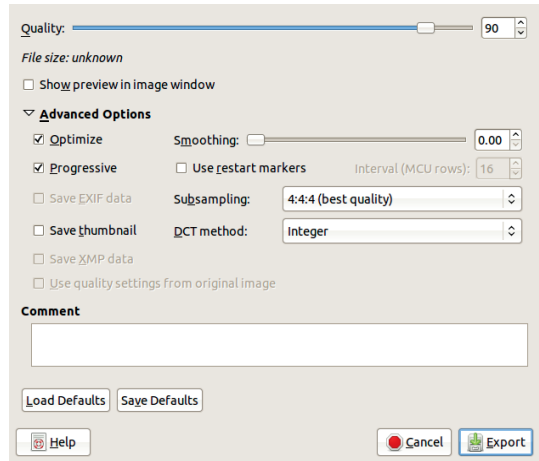 Quality: 90
File size: unknown
Show preview in image window
Advanced Options
Optimize Smoothing: 0.00
Progressive Use restart markers Interval (MCU rows): 16
Save EXIF data Subsampling: 4:4:4 (best quality)
Save thumbnail DCT method: Integer
Save XMP data
Use quality settings from original image
Comment
Load Defaults Save Defaults
Help Cancel Export